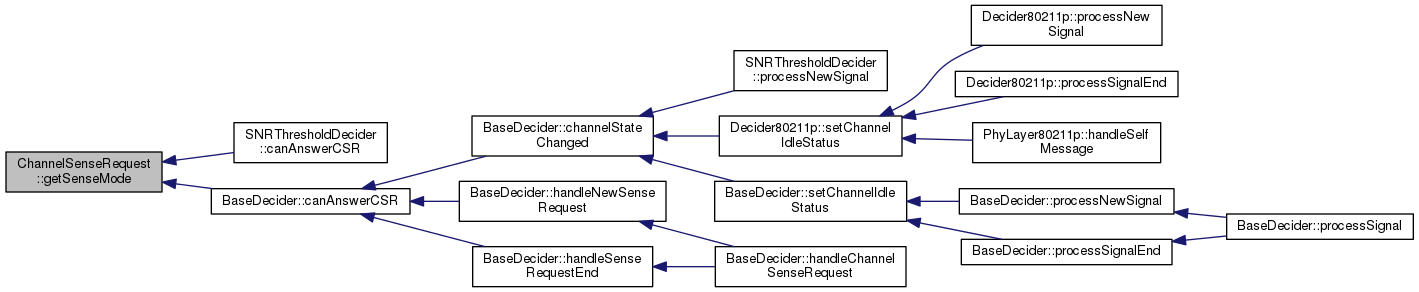 ChannelSenseRequest
::getSenseMode
SNRThresholdDecider
::canAnswerCSR
BaseDecider::canAnswerCSR
BaseDecider::channelState
Changed
BaseDecider::handleNewSense
Request
BaseDecider::handleSense
RequestEnd
SNRThresholdDecider
::processNewSignal
Decider80211p::setChannel
IdleStatus
BaseDecider::setChannelIdle
Status
BaseDecider::handleChannel
SenseRequest
Decider80211p::processNew
Signal
Decider80211p::processSignalEnd
PhyLayer80211p::handleSelf
Message
BaseDecider::processNewSignal
BaseDecider::processSignalEnd
BaseDecider::processSignal